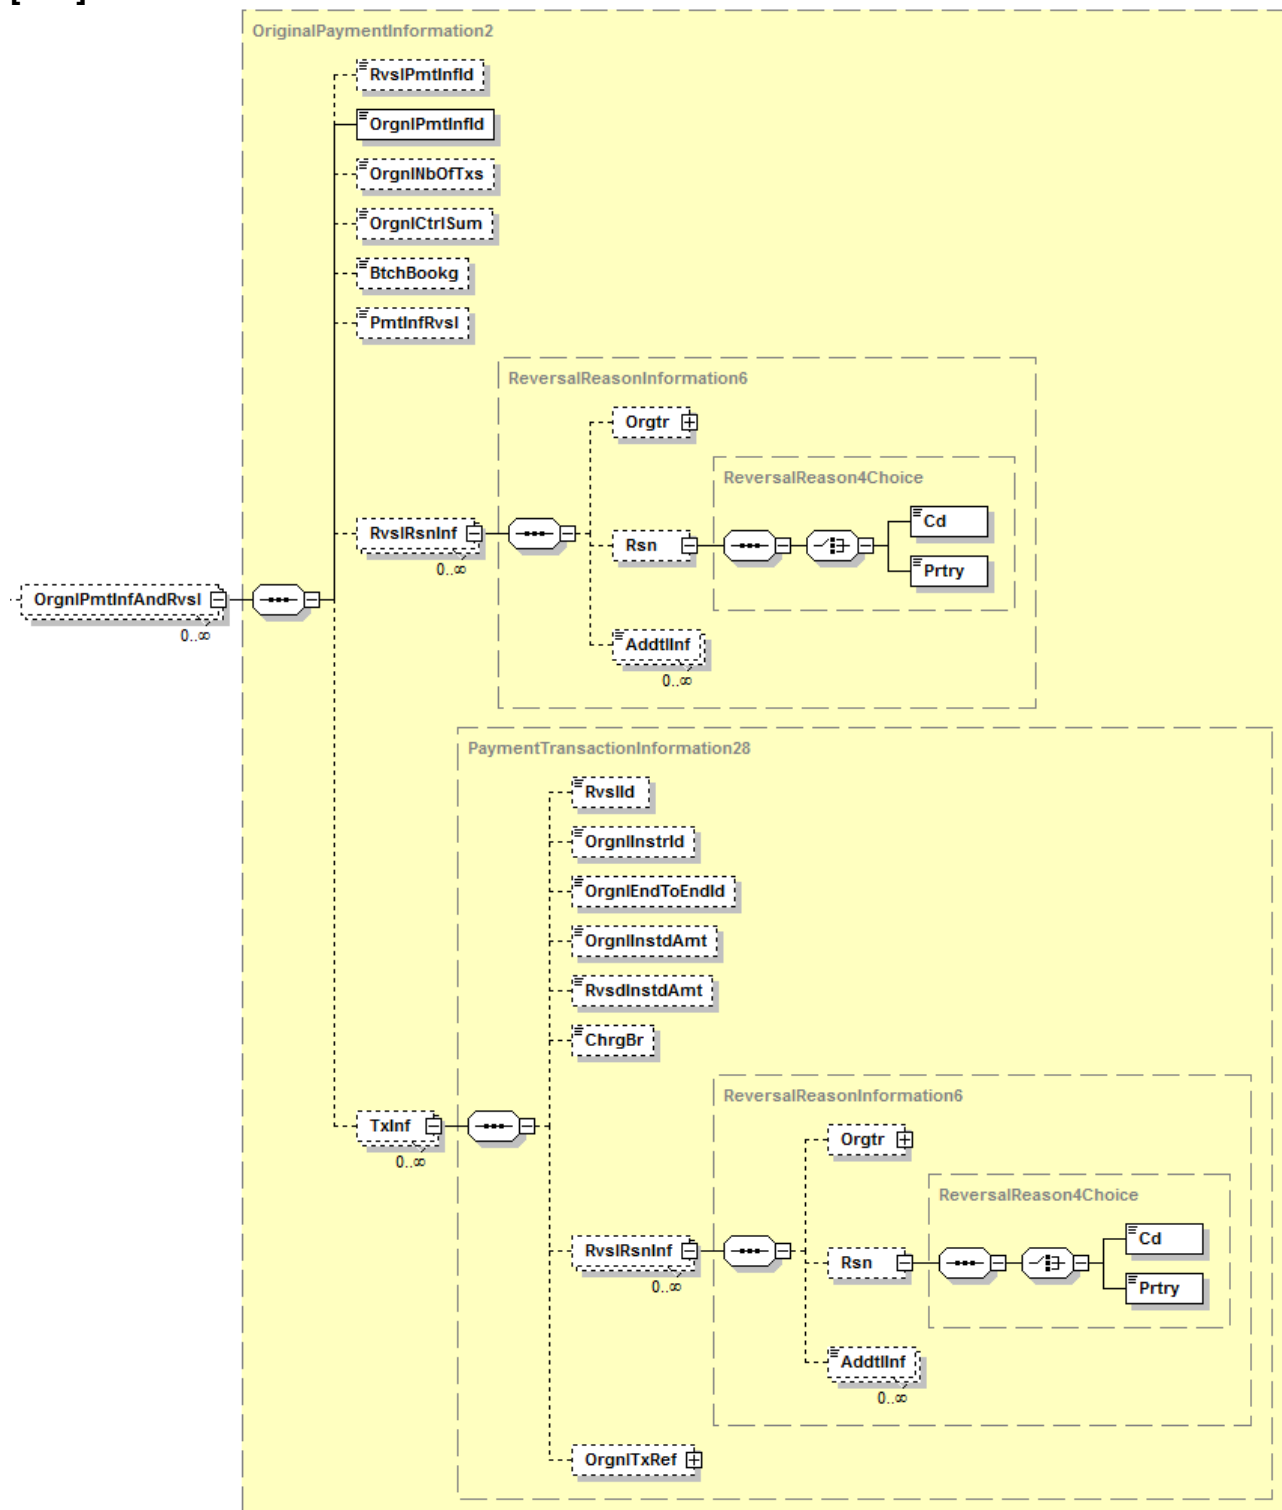 OriginalPaymentInformation2
RvslPmtInfId
OrgnlPmtInfId
OrgnlNbOfTxs
OrgnlCtrlSum
BtchBookg
PmtInfRvsl
ReversalReasonInformation6
Orgtr
ReversalReason4Choice
Cd
RvslRsnInf
Rsn
0..∞
Prtry
OrgnlPmtInfAndRvsl
0..∞
AddtlInf
0..∞
PaymentTransactionInformation28
RvslId
OrgnlInstrId
OrgnlEndToEndId
OrgnlInstdAmt
RvsdInstdAmt
ChrgBr
ReversalReasonInformation6
TxInf
0..∞
Orgtr
ReversalReason4Choice
Cd
RvslRsnInf
0..∞
Rsn
Prtry
AddtlInf
0..∞
OrgnlTxRef